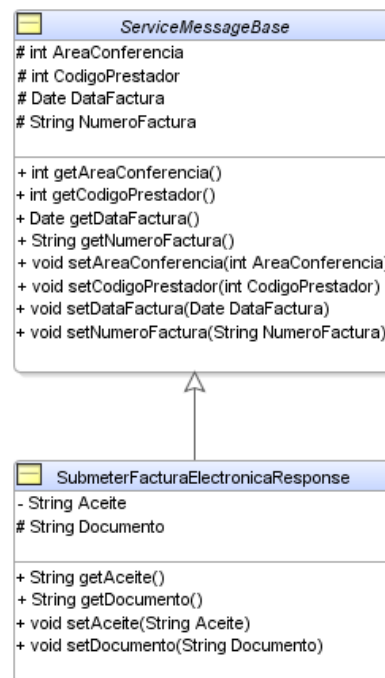 ServiceMessageBase
# int AreaConferencia
# int CodigoPrestador
# Date DataFactura
# String NumeroFactura
+ int getAreaConferencia()
+ int getCodigoPrestador()
+ Date getDataFactura()
+ String getNumeroFactura()
+ void setAreaConferencia(int AreaConferencia)
+ void setCodigoPrestador(int CodigoPrestador)
+ void setDataFactura(Date DataFactura)
+ void setNumeroFactura(String NumeroFactura)
SubmeterFacturaElectronicaResponse
- String Aceite
# String Documento
+ String getAceite()
+ String getDocumento()
+ void setAceite(String Aceite)
+ void setDocumento(String Documento)